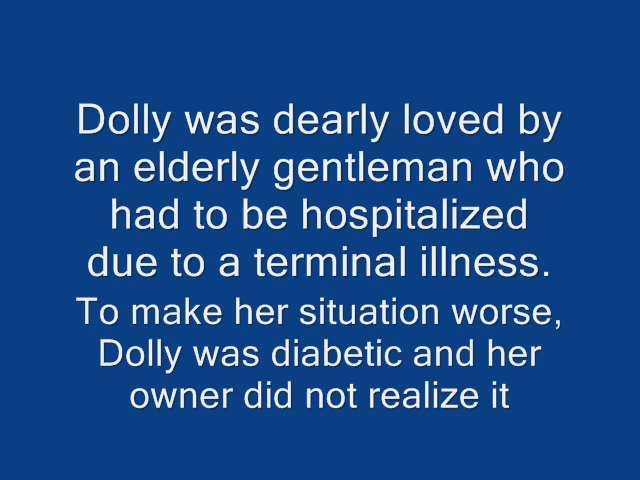 Dolly was dearly loved by
an elderly gentleman who
had to be hospitalized
due to a terminal illness.
To make her situation worse,
Dolly was diabetic and her
owner did not realize it